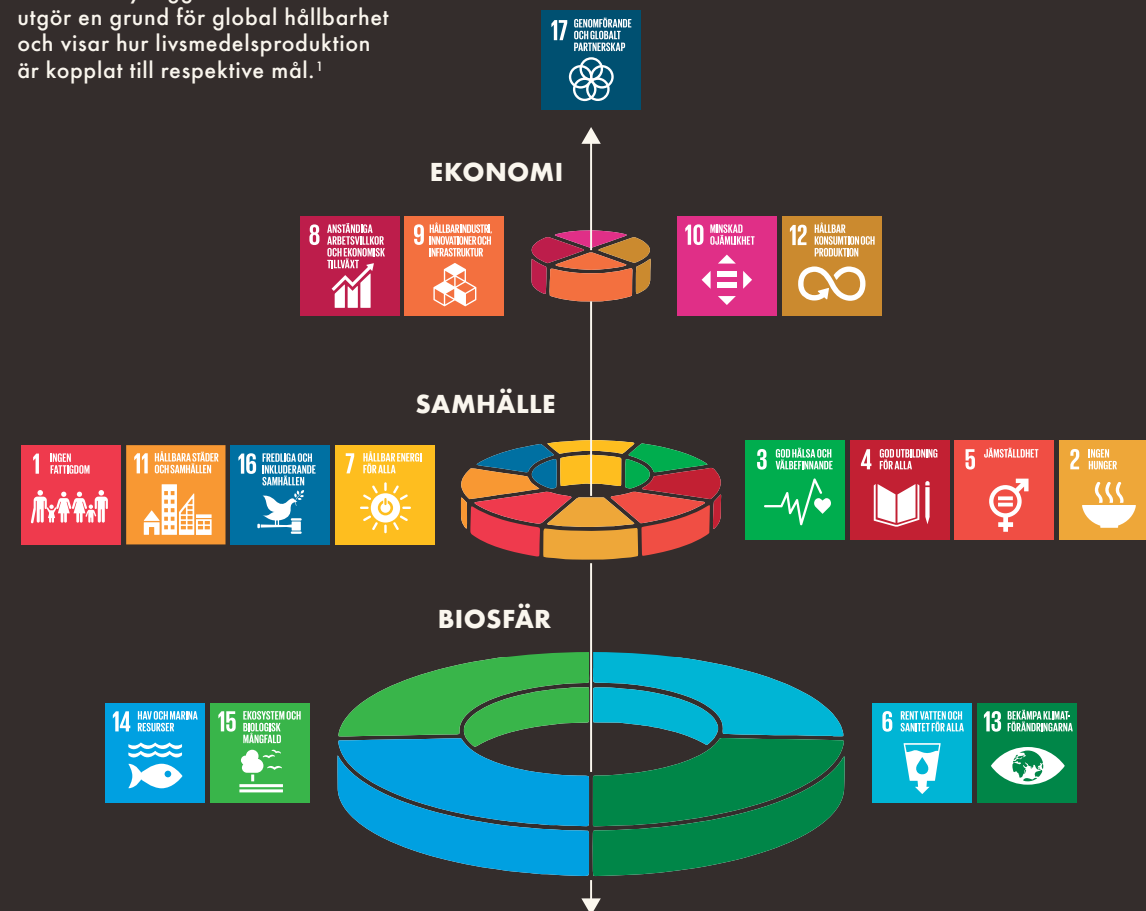 utgör en grund för global hållbarhet
och visar hur livsmedelsproduktion
är kopplat till respektive mål.¹
17 GENOMFÖRANDE
OCH GLOBALT
PARTNERSKAP
EKONOMI
8 ANSTÄNDIGA
ARBETSVILLKOR
OCH EKONOMISK
TILLVÄXT
9 HÅLLBAR INDUSTRI,
INNOVATIONER OCH
INFRASTRUKTUR
10 MINSKAD
OJÄMLIKHET
12 HÅLLBAR
KONSUMTION OCH
PRODUKTION
SAMHÄLLE
1 INGEN
FATTIGDOM
11 HÅLLBARA STÄDER
OCH SAMHÄLLEN
16 FREDLIGA OCH
INKLUDERANDE
SAMHÄLLEN
7 HÅLLBAR ENERGI
FÖR ALLA
3 GOD HÄLSA OCH
VÄLBEFINNANDE
4 GOD UTBILDNING
FÖR ALLA
5 JÄMSTÄLLDHET
2 INGEN
HUNGER
BIOSFÄR
14 HAV OCH MARINA
RESURSER
15 EKOSYSTEM OCH
BIOLOGISK
MÅNGFALD
6 RENT VATTEN OCH
SANITET FÖR ALLA
13 BEKÄMPA KLIMAT-
FÖRÄNDRINGARNA